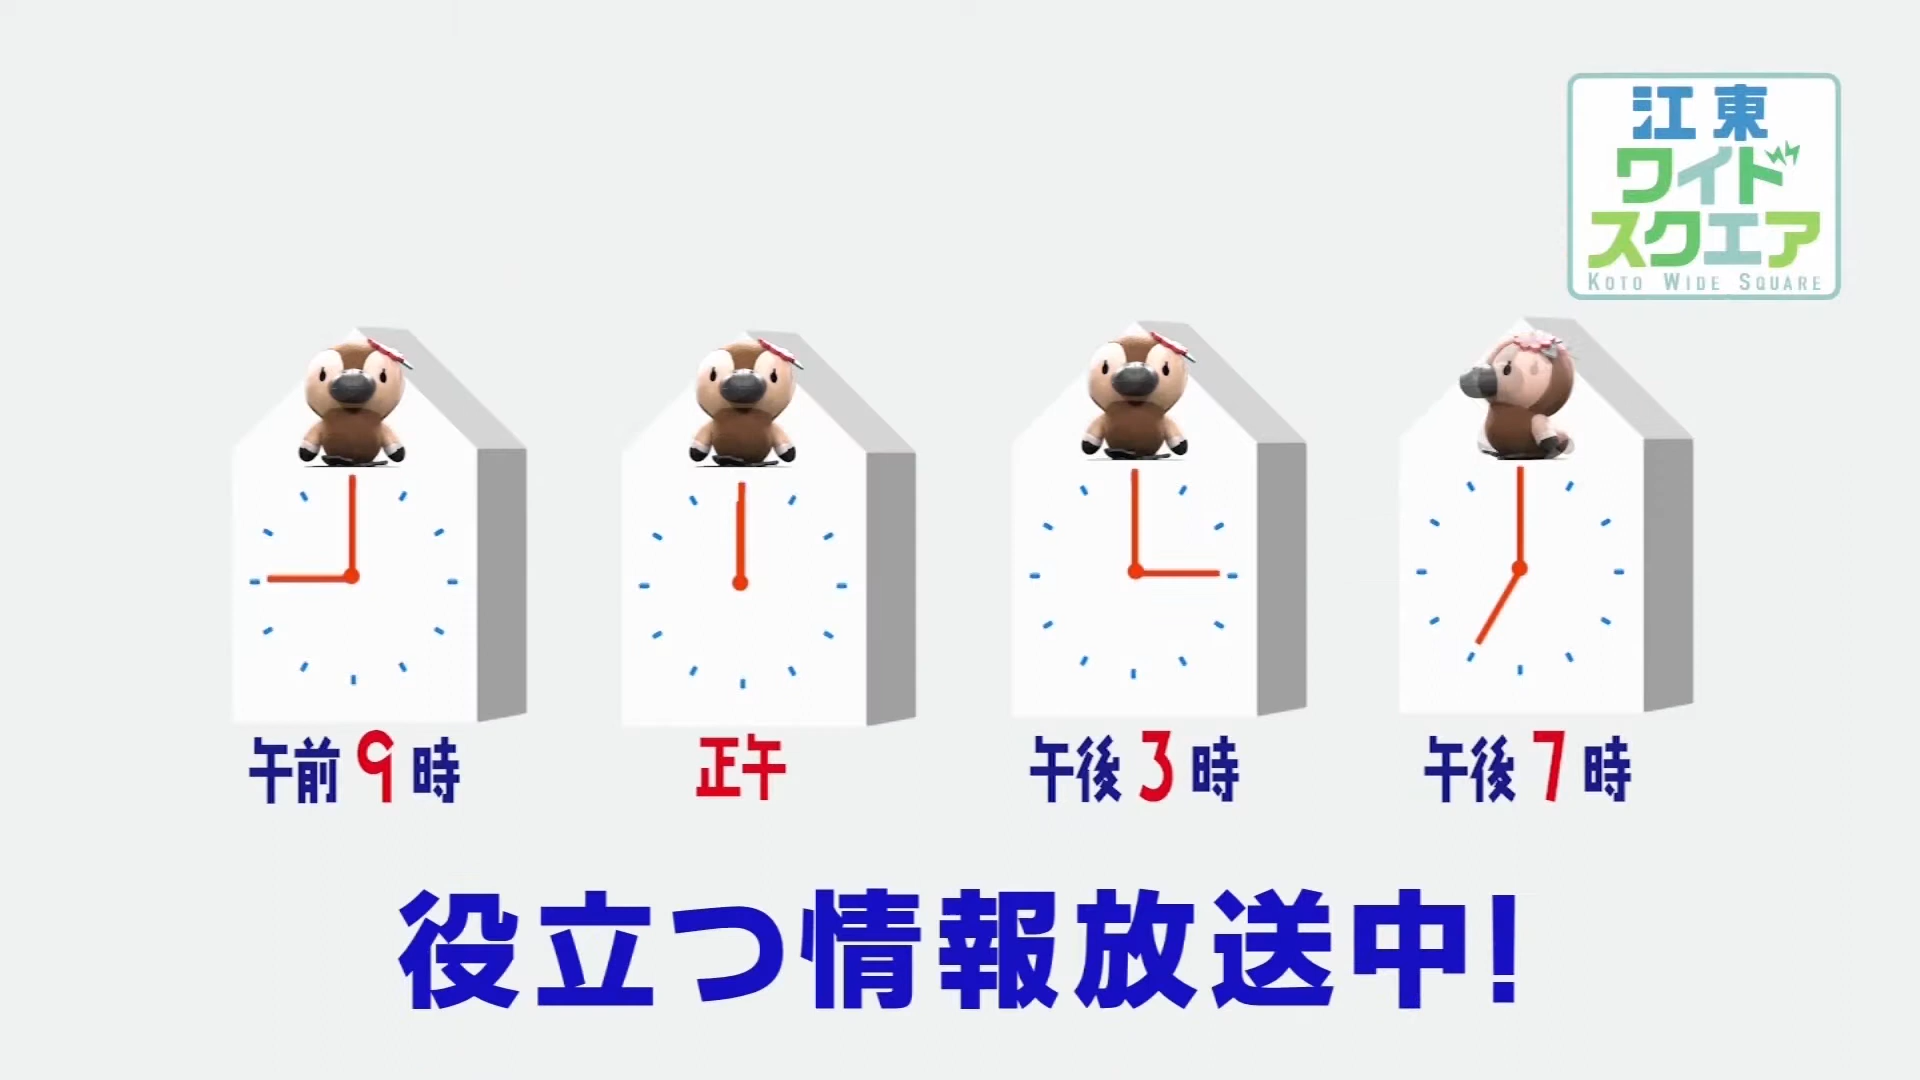 江東
ワイド
スクエア
KOTO WIDE SQUARE
午前9時
正午
午後3時
午後7時
役立つ情報放送中!